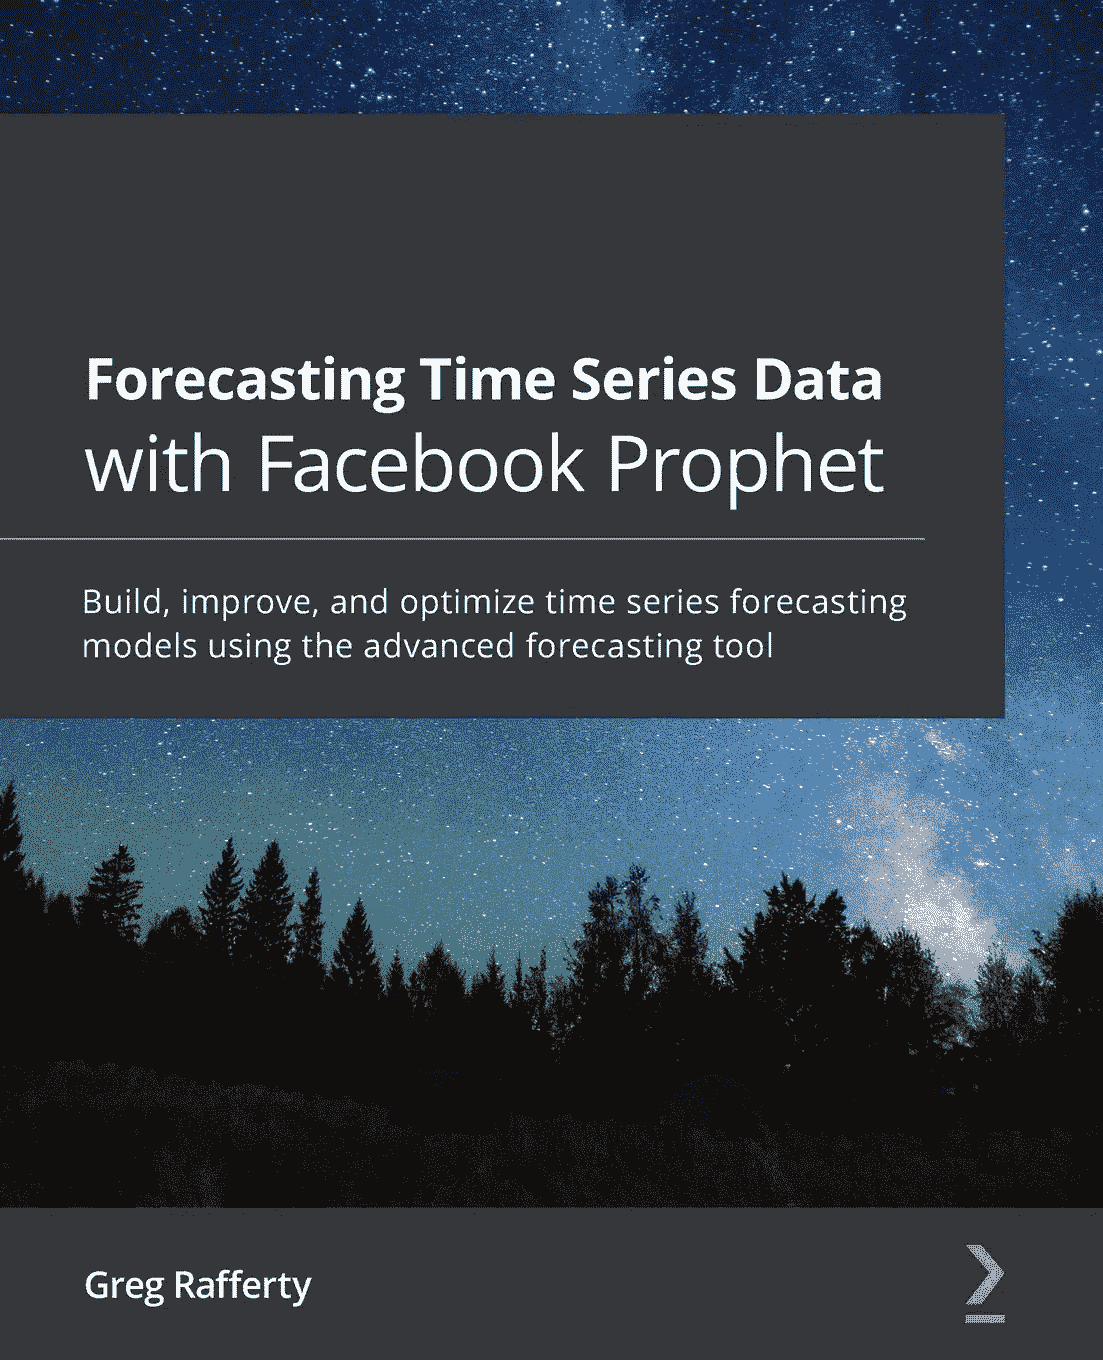 Forecasting Time Series Data
with Facebook Prophet
Build, improve, and optimize time series forecasting
models using the advanced forecasting tool
Greg Rafferty